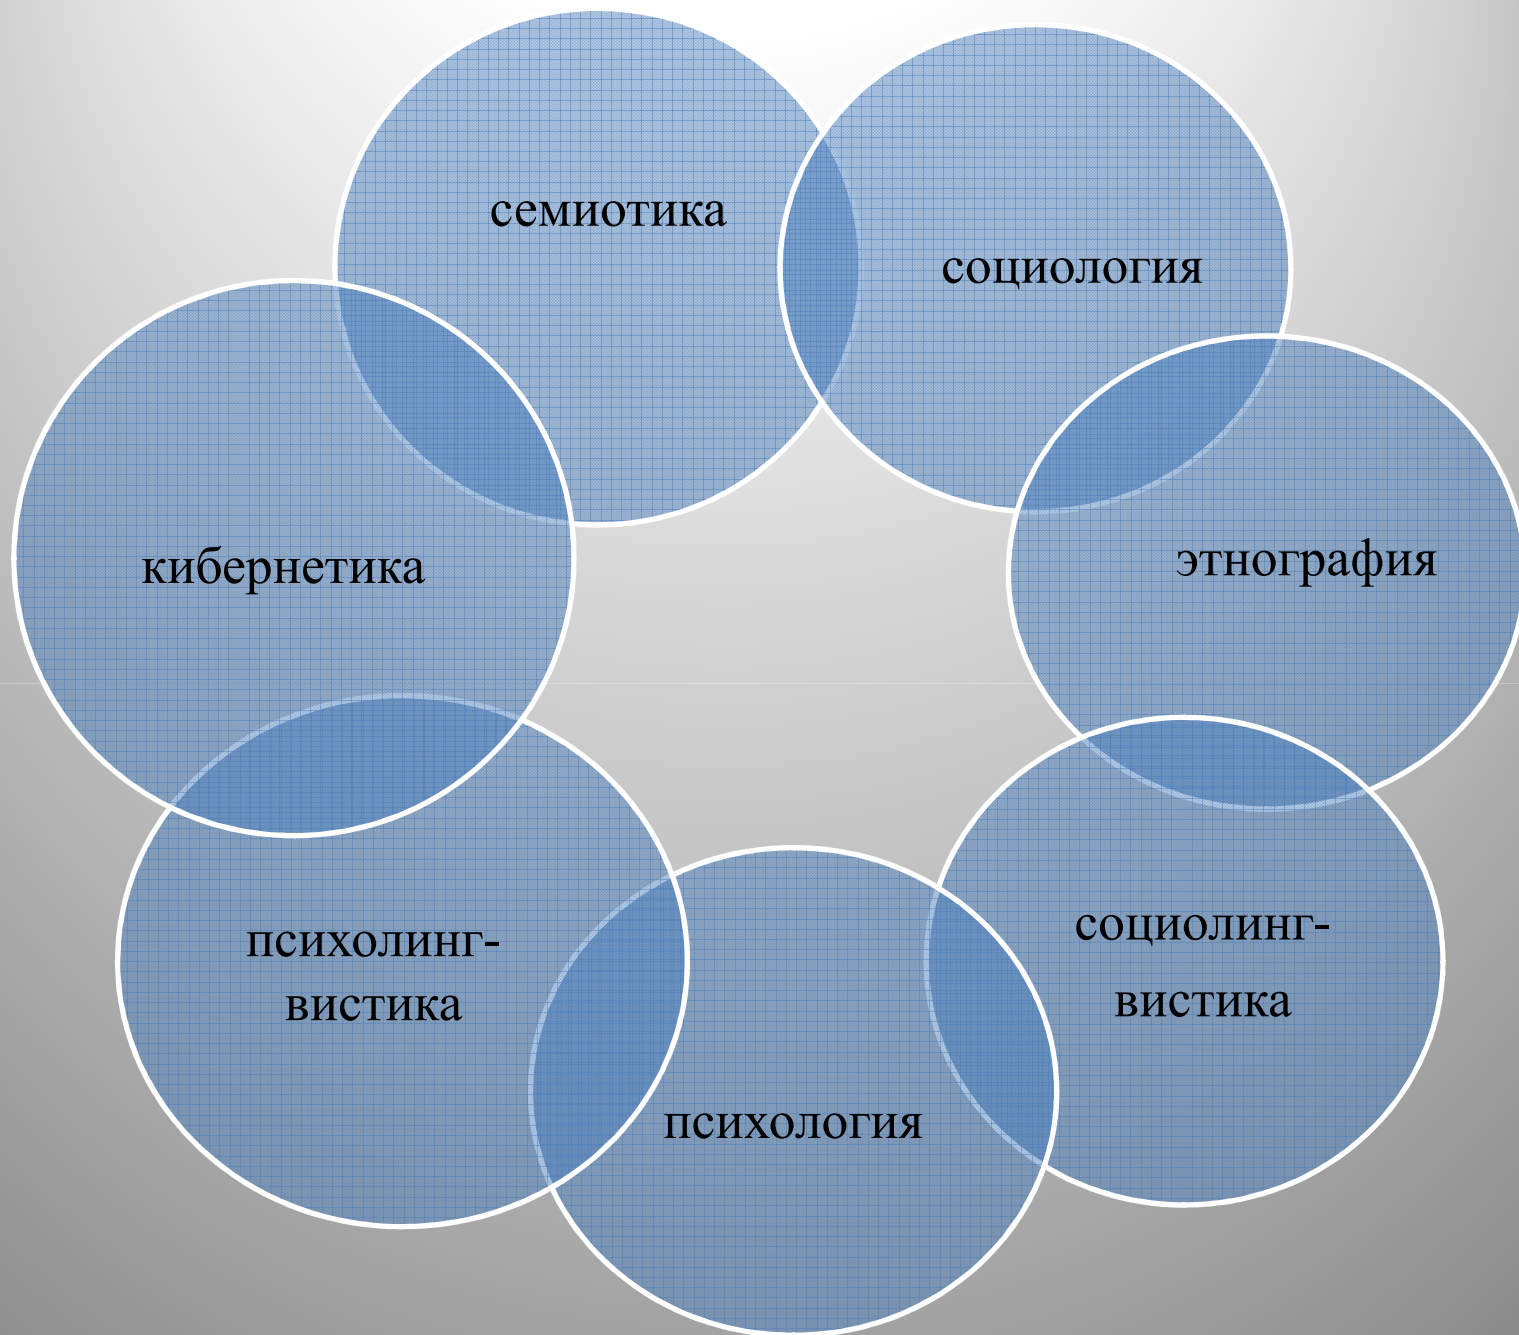 семиотика
социология
этнография
кибернетика
социолинг-
вистика
психолинг-
вистика
психология